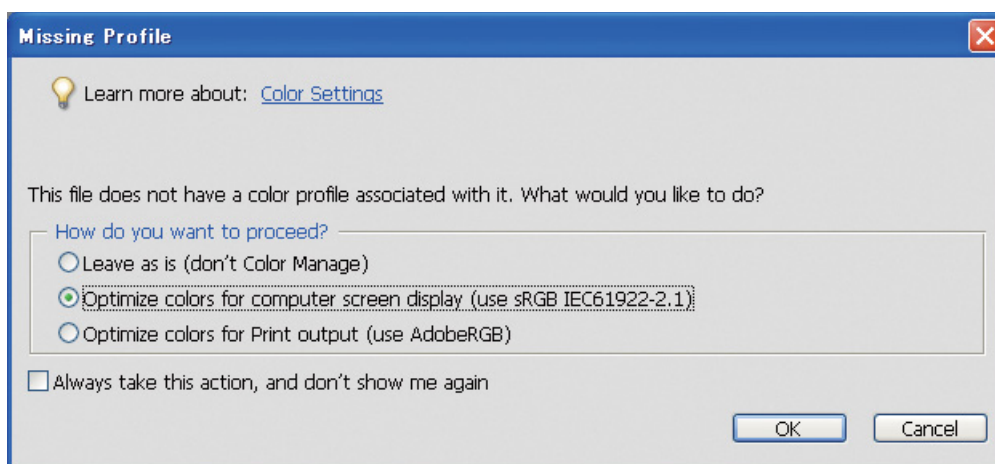 Missing Profile
Learn more about: Color Settings
This file does not have a color profile associated with it. What would you like to do?
How do you want to proceed?
Leave as is (don't Color Manage)
Optimize colors for computer screen display (use sRGB IEC61922-2.1)
Optimize colors for Print output (use AdobeRGB)
Always take this action, and don't show me again
OK Cancel